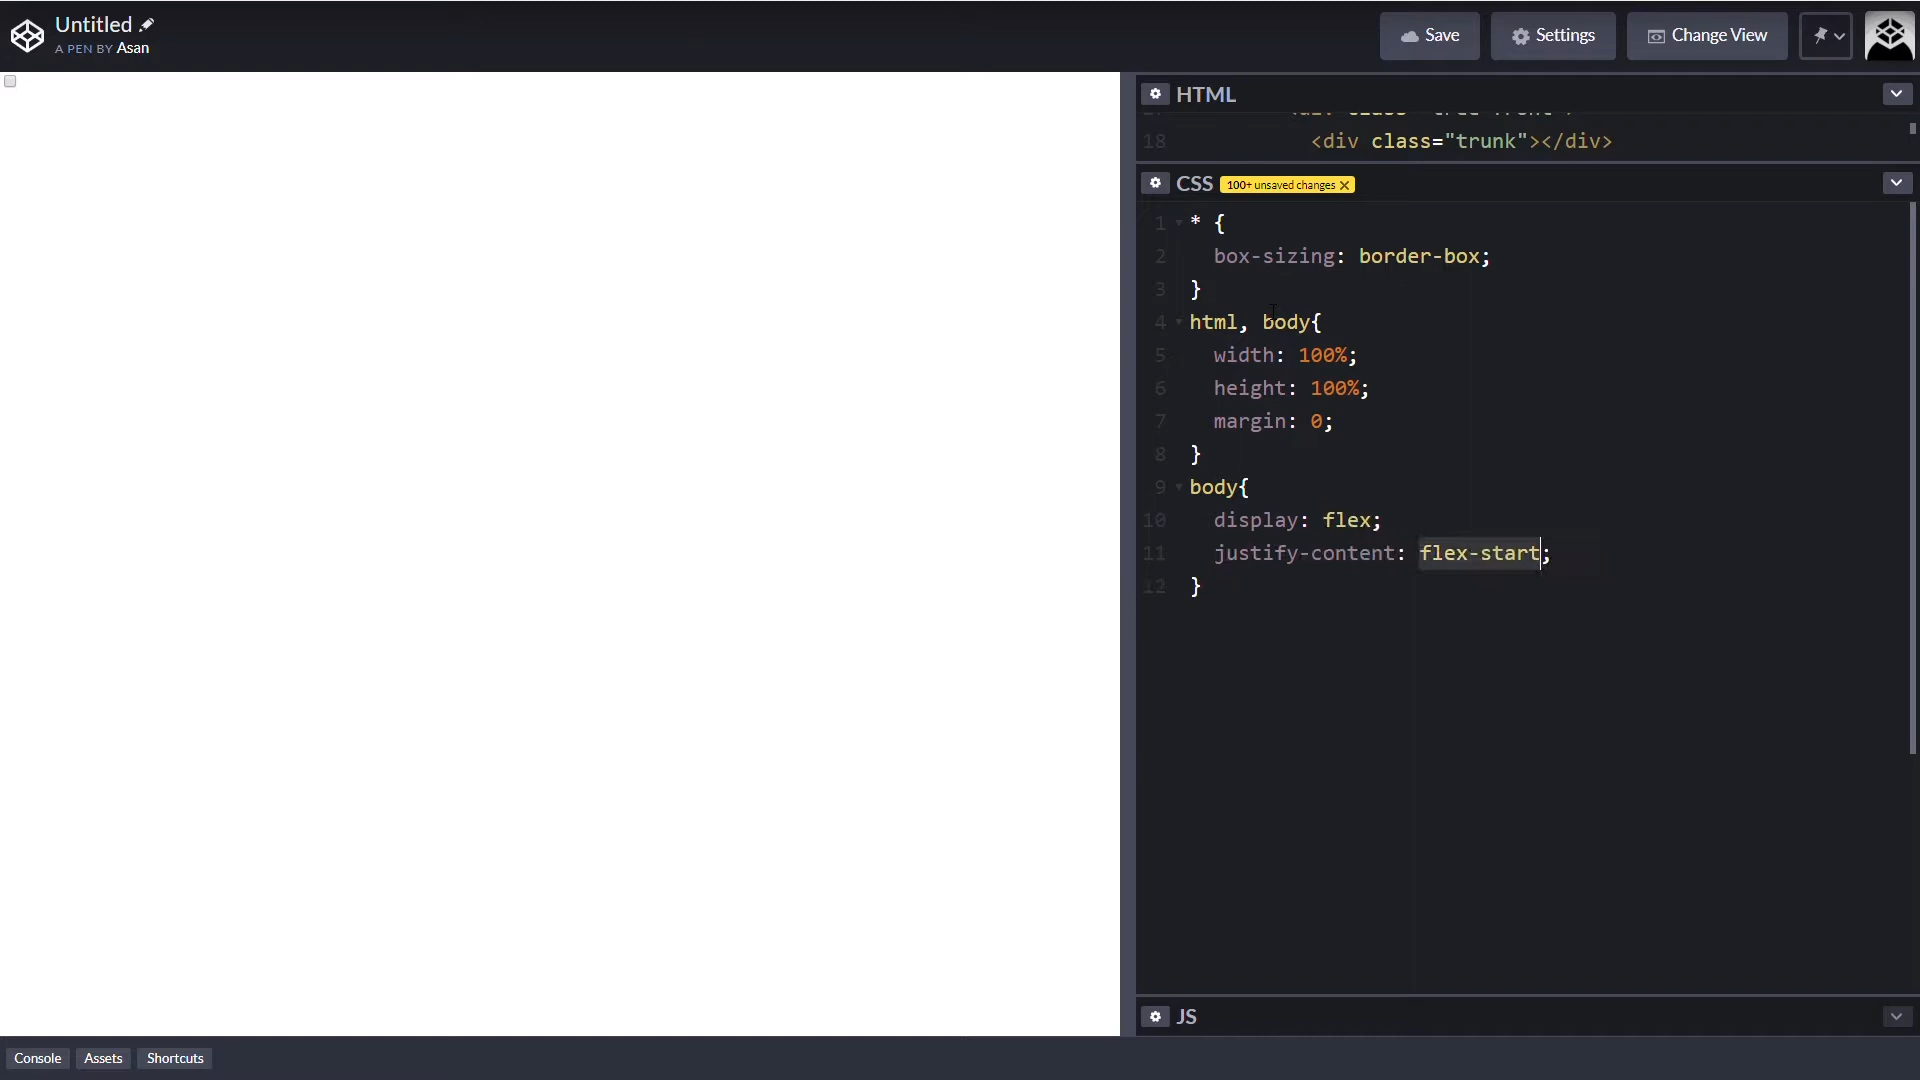 Untitled
A PEN BY Asan
Save
Settings
Change View
HTML
18 <div class="trunk"></div>
CSS 100+ unsaved changes ×
1 * {
2 box-sizing: border-box;
3 }
4 html, body{
5 width: 100%;
6 height: 100%;
7 margin: 0;
8 }
9 body{
10 display: flex;
11 justify-content: flex-start;
12 }
JS
Console Assets Shortcuts